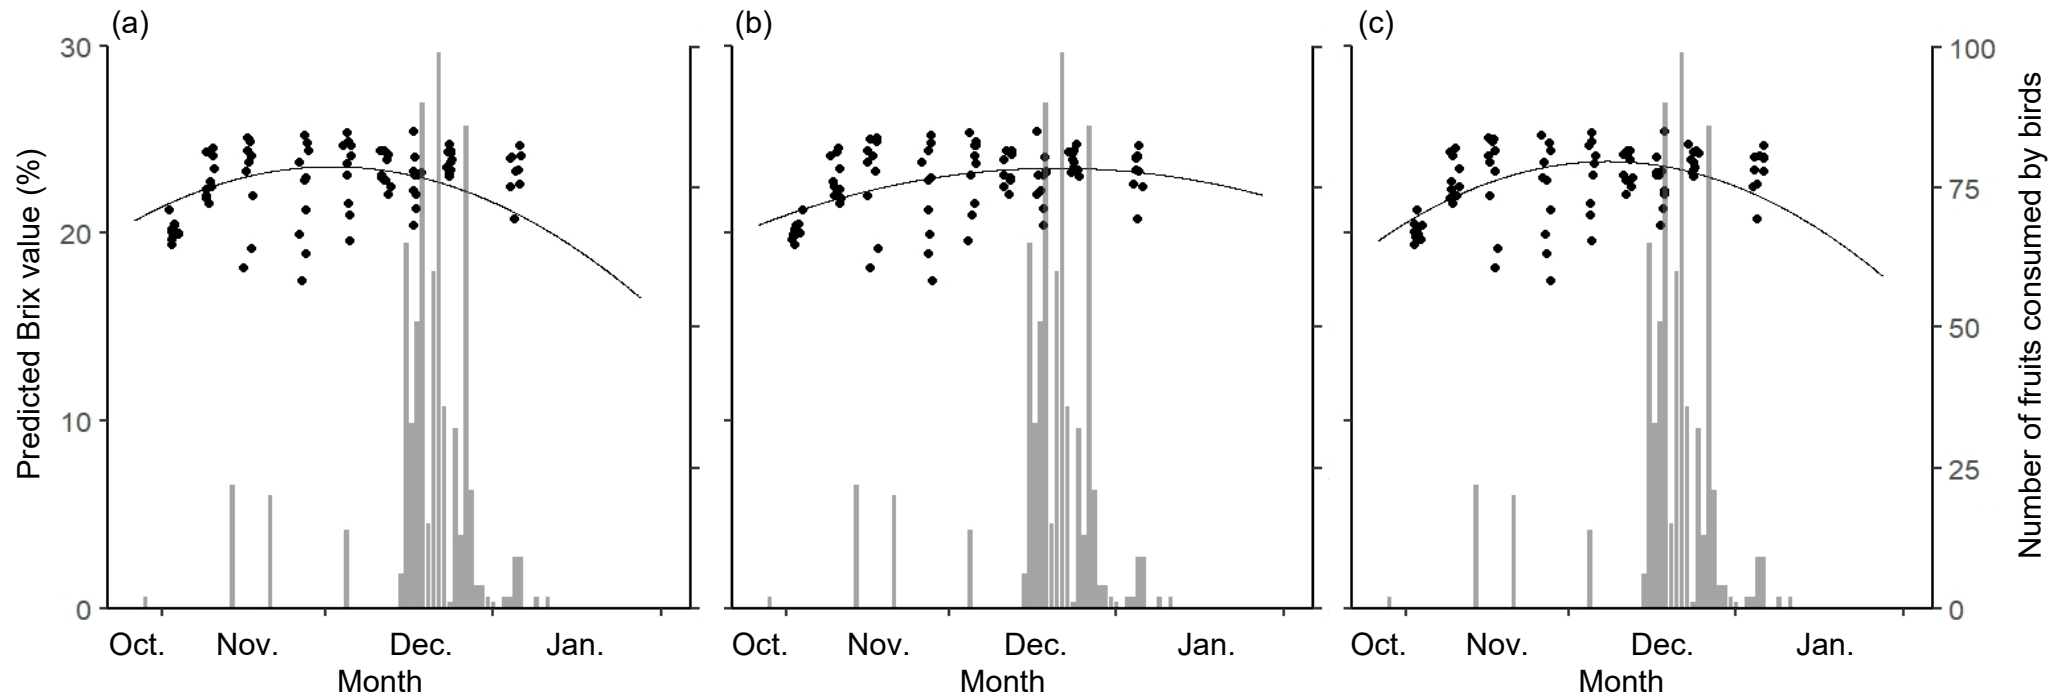 (a) (b) (c)
Predicted Brix value (%)
30
20
10
0
100
75
50
25
0
Number of fruits consumed by birds
Oct. Nov. Dec. Jan. Oct. Nov. Dec. Jan. Oct. Nov. Dec. Jan.
Month Month Month